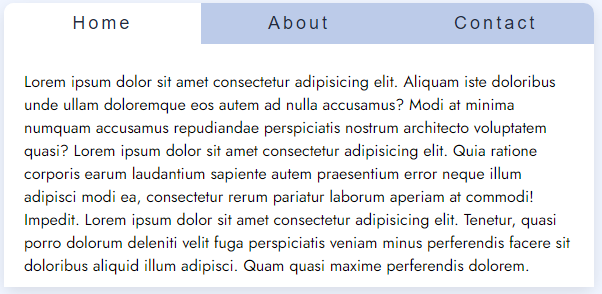 Home About Contact
Lorem ipsum dolor sit amet consectetur adipisicing elit. Aliquam iste doloribus
unde ullam doloremque eos autem ad nulla accusamus? Modi at minima
numquam accusamus repudiandae perspiciatis nostrum architecto voluptatem
quasi? Lorem ipsum dolor sit amet consectetur adipisicing elit. Quia ratione
corporis earum laudantium sapiente autem praesentium error neque illum
adipisci modi ea, consectetur rerum pariatur laborum aperiam at commodi!
Impedit. Lorem ipsum dolor sit amet consectetur adipisicing elit. Tenetur, quasi
porro dolorum deleniti velit fuga perspiciatis veniam minus perferendis facere sit
doloribus aliquid illum adipisci. Quam quasi maxime perferendis dolorem.